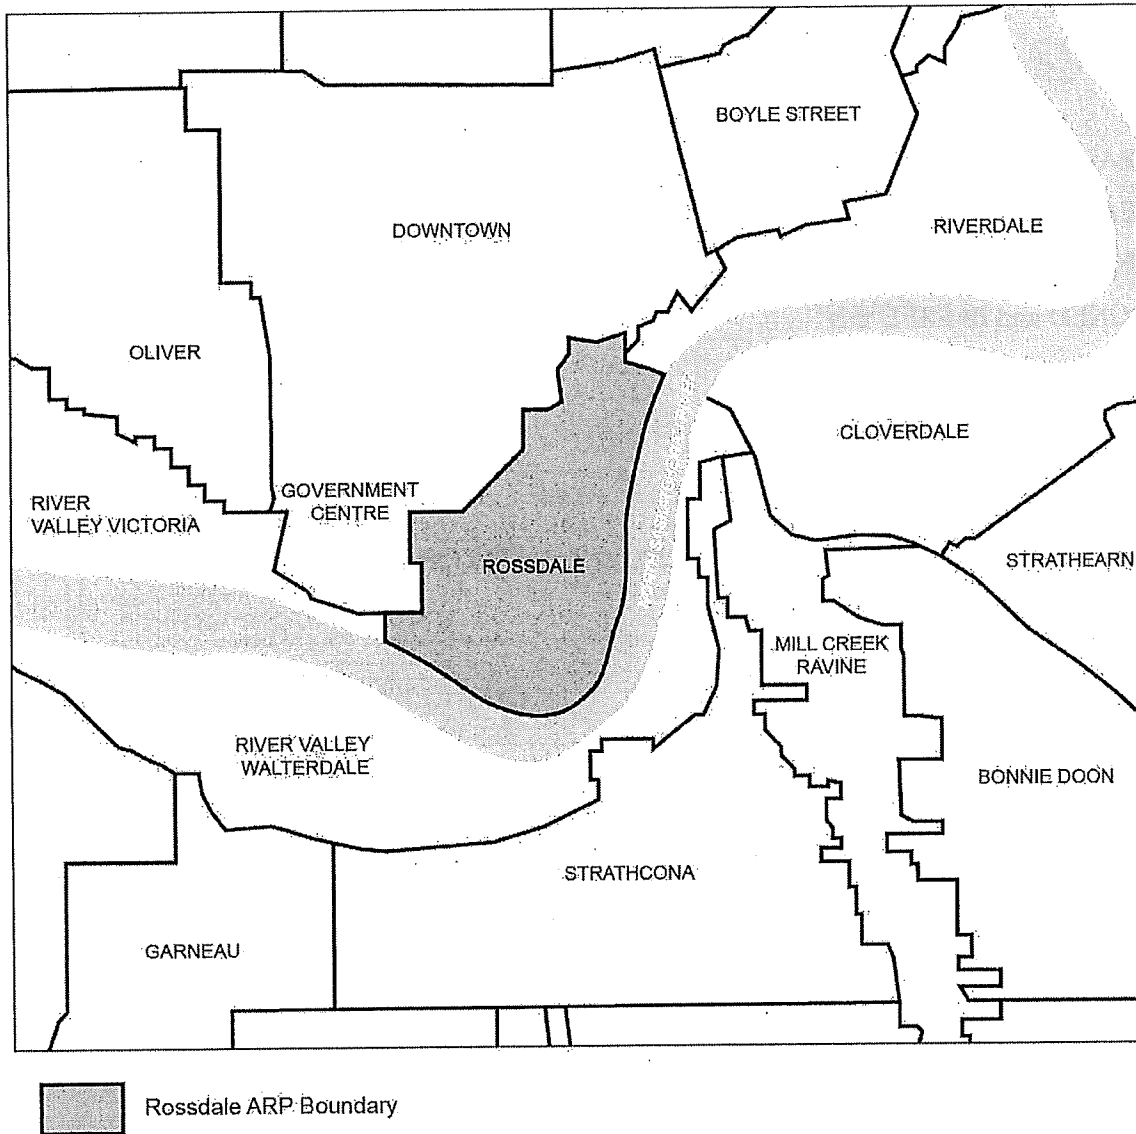 BOYLE STREET
DOWNTOWN
RIVERDALE
OLIVER
CLOVERDALE
GOVERNMENT
CENTRE
RIVER
VALLEY VICTORIA
ROSSDALE
STRATHEARN
MILL CREEK
RAVINE
RIVER VALLEY
WALTERDALE
BONNIE DOON
STRATHCONA
GARNEAU
Rossdale ARP Boundary